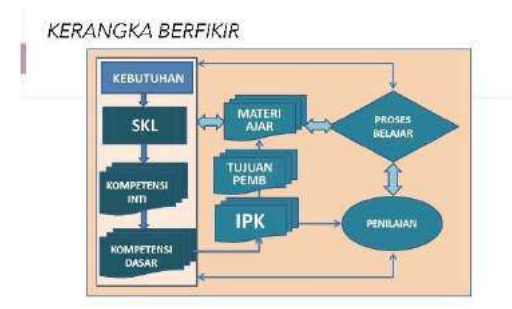 KERANGKA BERFIKIR
KEBUTUHAN
SKL
KOMPETENSI
INTI
KOMPETENSI
DASAR
MATERI
AJAR
TUJUAN
PEMB
IPK
PROSES
BELAJAR
PENILAIAN